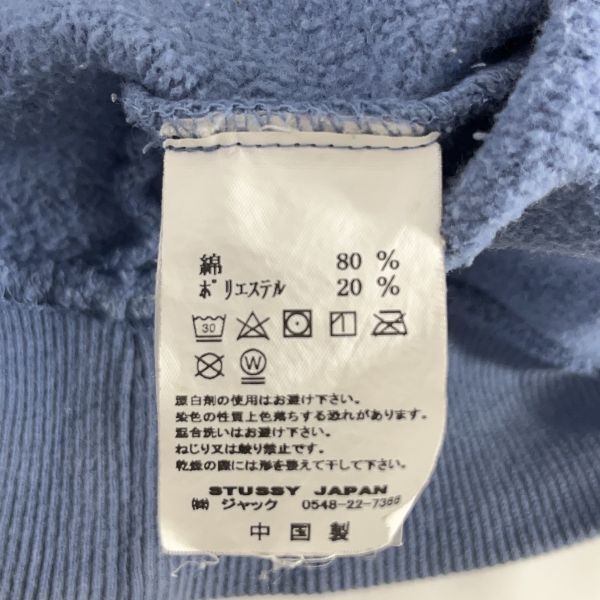 綿 80 %
ポリエステル 20 %
30
W
漂白剤の使用はお避け下さい。
染色の性質上色落ちする恐れがあります。
混合洗いはお避け下さい。
ねじり又は絞り禁止です。
乾燥の際には形を整えて干して下さい。
STUSSY JAPAN
㈱ ジャック 0548-22-7366
中国製